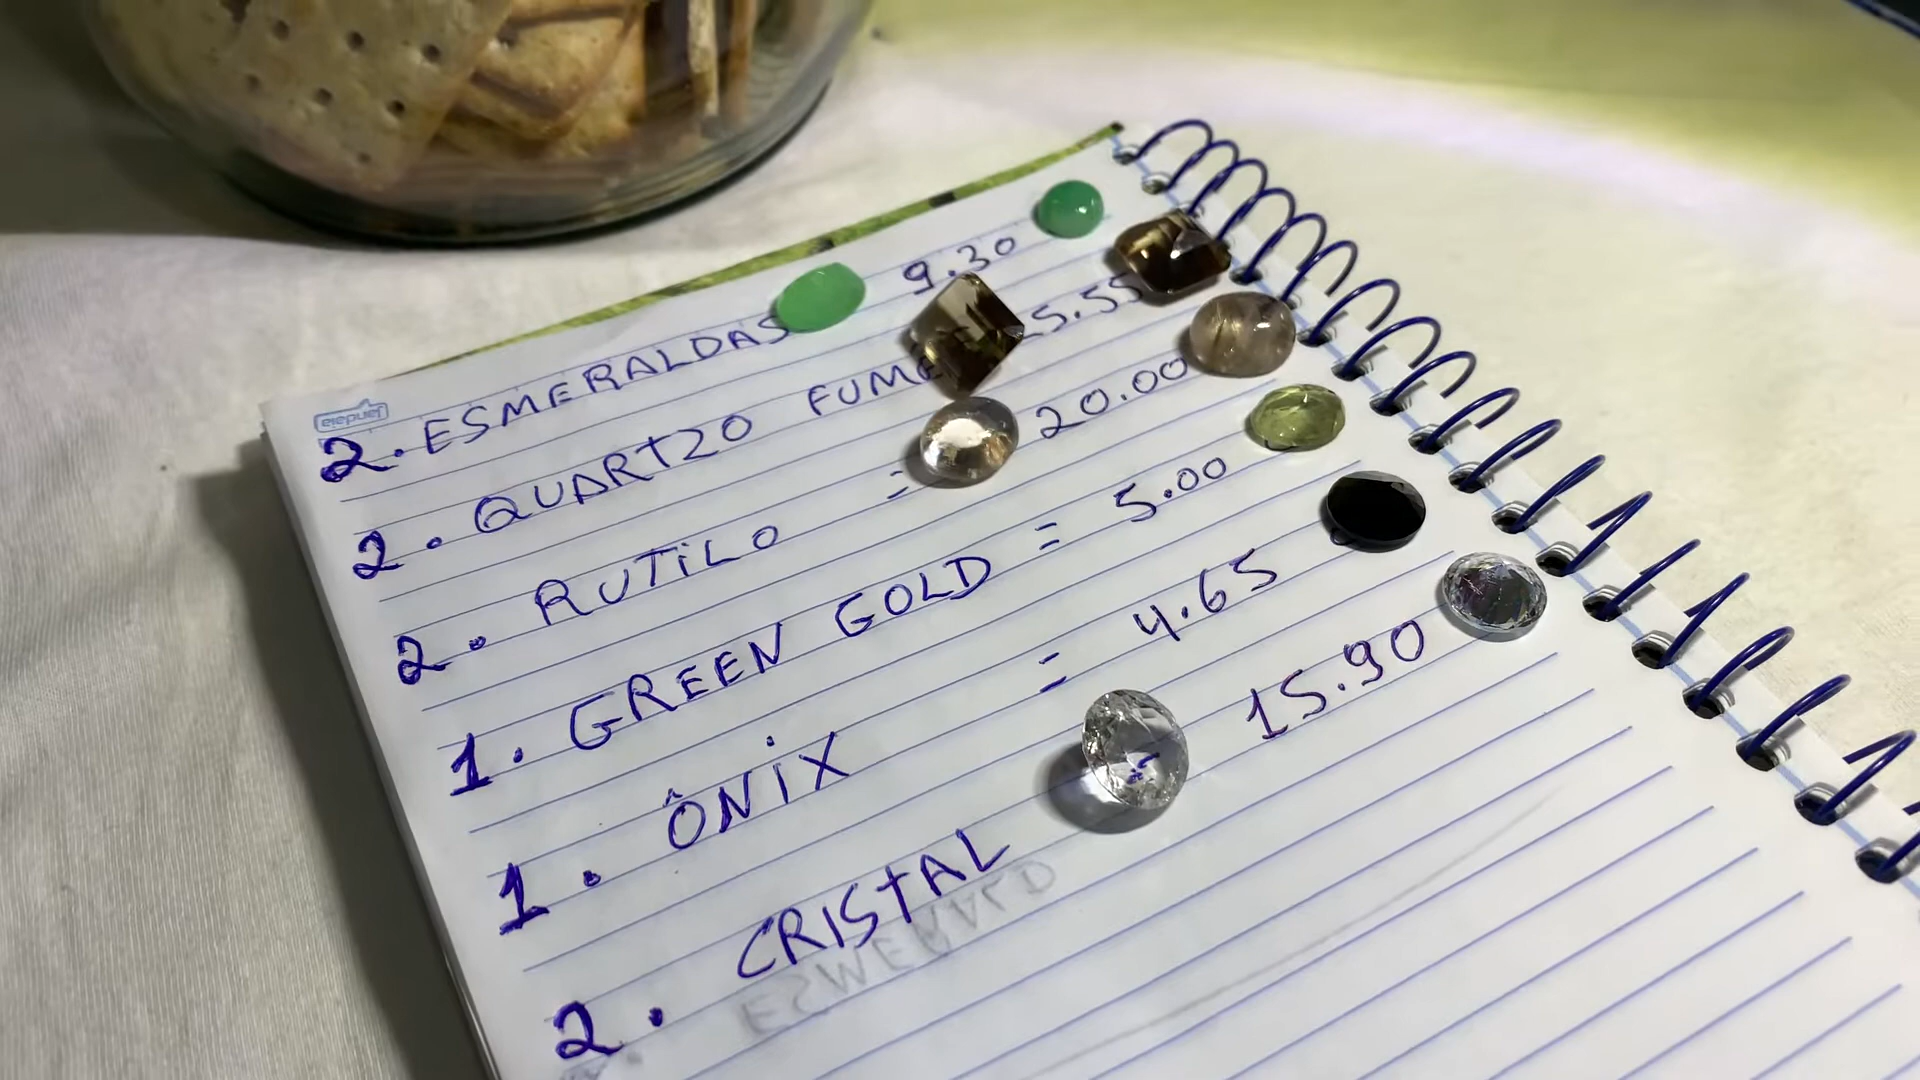 jandaia
2. ESMERALDAS 9.30
2. QUARTZO FUME 5.55
2. RUTILO = 20.00
1. GREEN GOLD = 5.00
1. ÔNIX = 4.65
2. CRISTAL 15.90